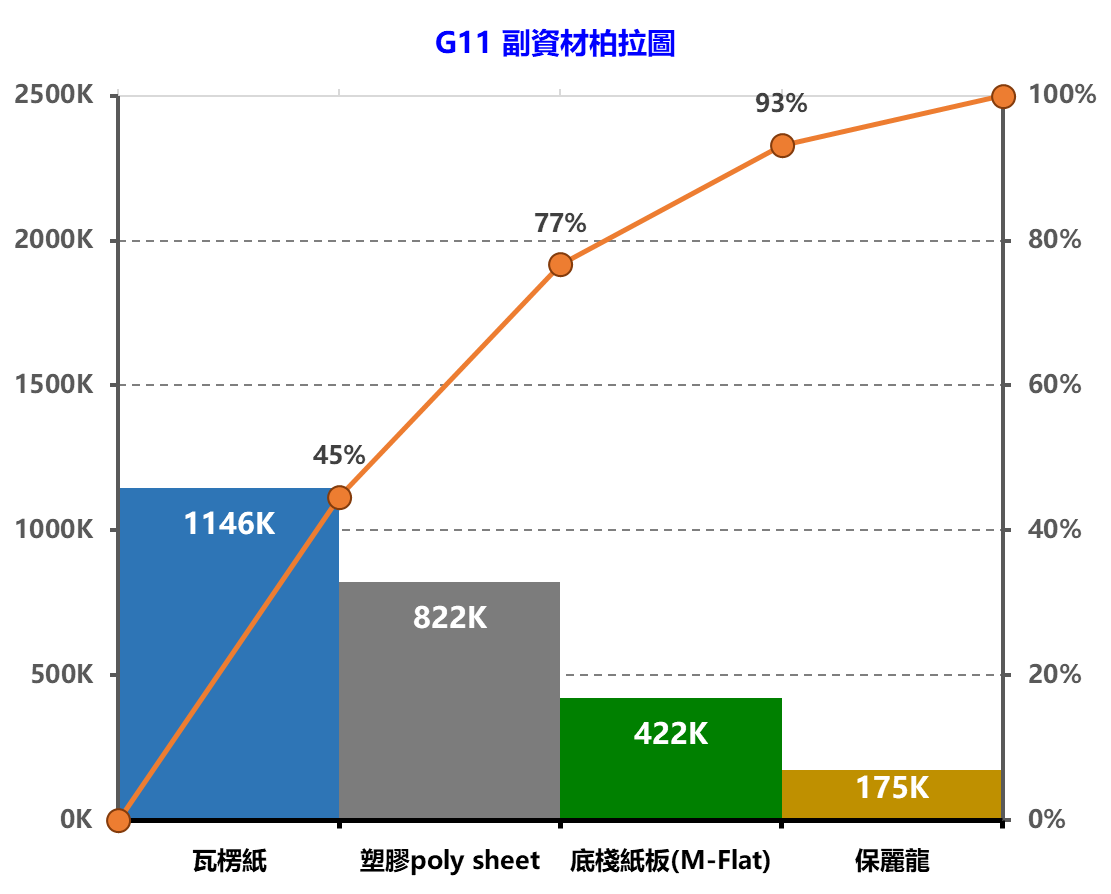 G11 副資材柏拉圖
2500K
2000K
1500K
1000K
500K
0K
100%
80%
60%
40%
20%
0%
45%
77%
93%
1146K
822K
422K
175K
瓦楞紙
塑膠poly sheet
底棧紙板(M-Flat)
保麗龍